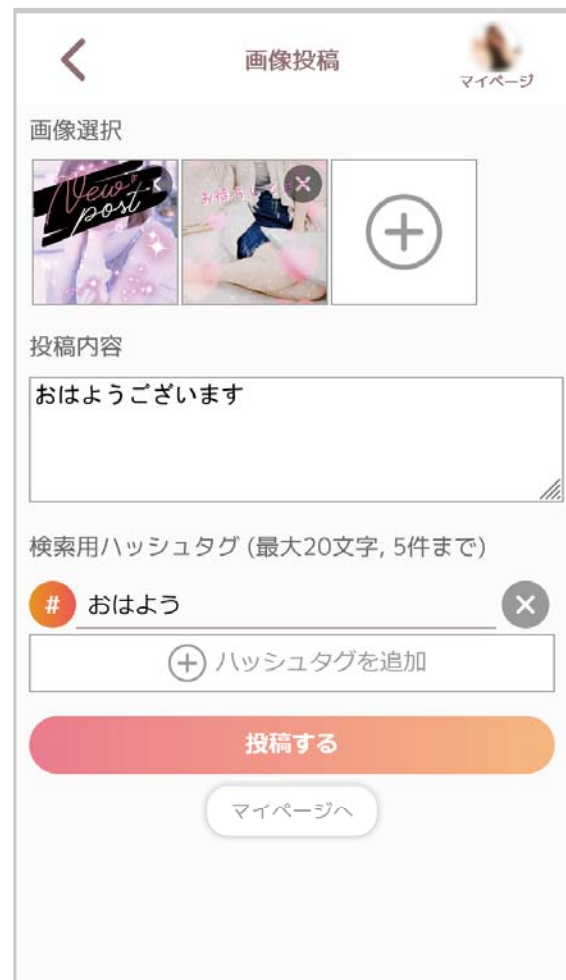 画像投稿
マイページ
画像選択
New
post
投稿内容
おはようございます
検索用ハッシュタグ (最大20文字, 5件まで)
# おはよう
ハッシュタグを追加
投稿する
マイページへ